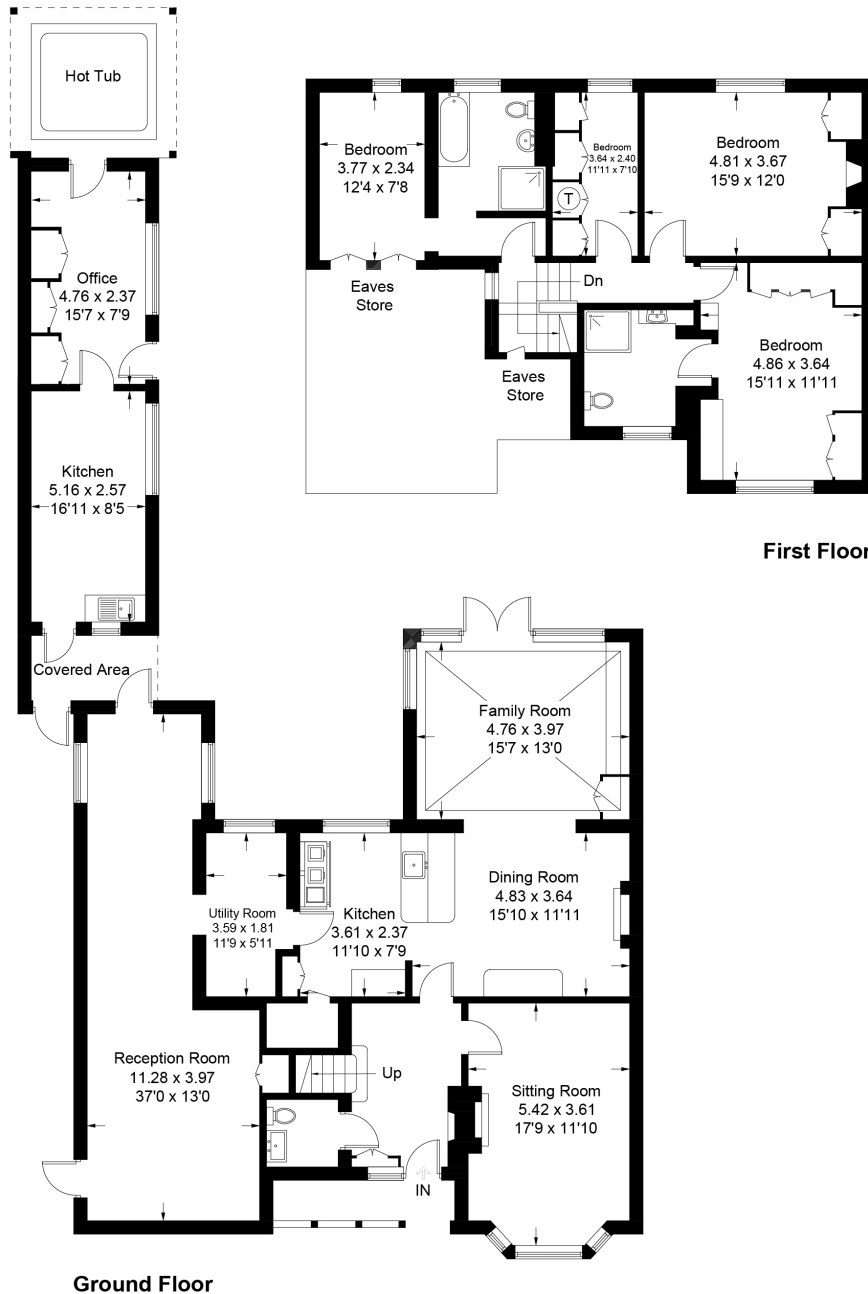 Hot Tub
Office
4.76 x 2.37
15'7 x 7'9
Kitchen
5.16 x 2.57
16'11 x 8'5
Covered Area
Bedroom
3.77 x 2.34
12'4 x 7'8
Bedroom
3.64 x 2.40
11'11 x 7'10
T
Bedroom
4.81 x 3.67
15'9 x 12'0
Eaves
Store
Dn
Eaves
Store
Bedroom
4.86 x 3.64
15'11 x 11'11
First Floor
Family Room
4.76 x 3.97
15'7 x 13'0
Utility Room
3.59 x 1.81
11'9 x 5'11
Kitchen
3.61 x 2.37
11'10 x 7'9
Dining Room
4.83 x 3.64
15'10 x 11'11
Reception Room
11.28 x 3.97
37'0 x 13'0
Up
Sitting Room
5.42 x 3.61
17'9 x 11'10
IN
Ground Floor